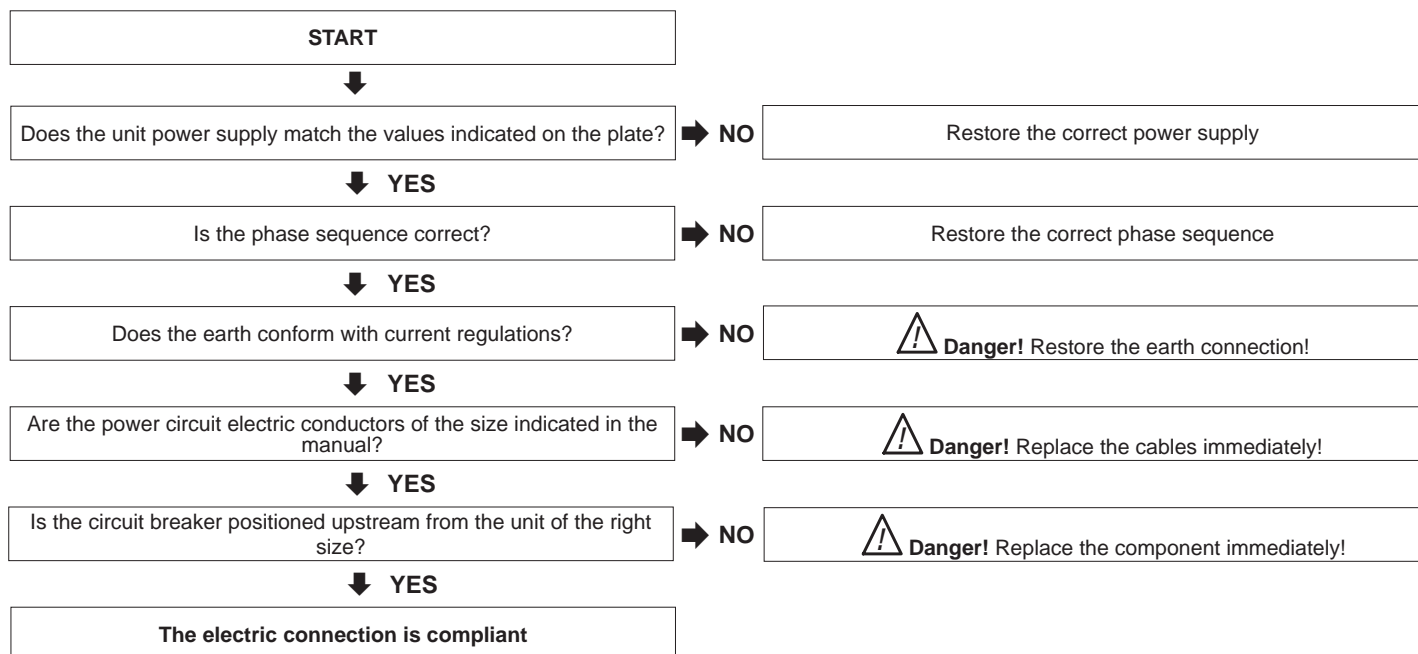 START
Does the unit power supply match the values indicated on the plate?
NO
Restore the correct power supply
YES
Is the phase sequence correct?
NO
Restore the correct phase sequence
YES
Does the earth conform with current regulations?
NO
Danger! Restore the earth connection!
YES
Are the power circuit electric conductors of the size indicated in the
manual?
NO
Danger! Replace the cables immediately!
YES
Is the circuit breaker positioned upstream from the unit of the right
size?
NO
Danger! Replace the component immediately!
YES
The electric connection is compliant